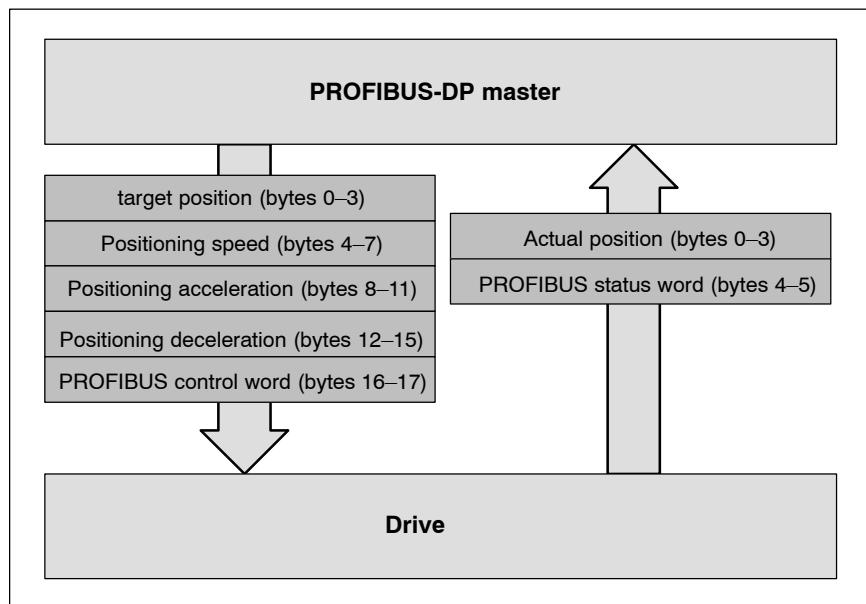 PROFIBUS-DP master
target position (bytes 0–3)
Positioning speed (bytes 4–7)
Positioning acceleration (bytes 8–11)
Positioning deceleration (bytes 12–15)
PROFIBUS control word (bytes 16–17)
Actual position (bytes 0–3)
PROFIBUS status word (bytes 4–5)
Drive